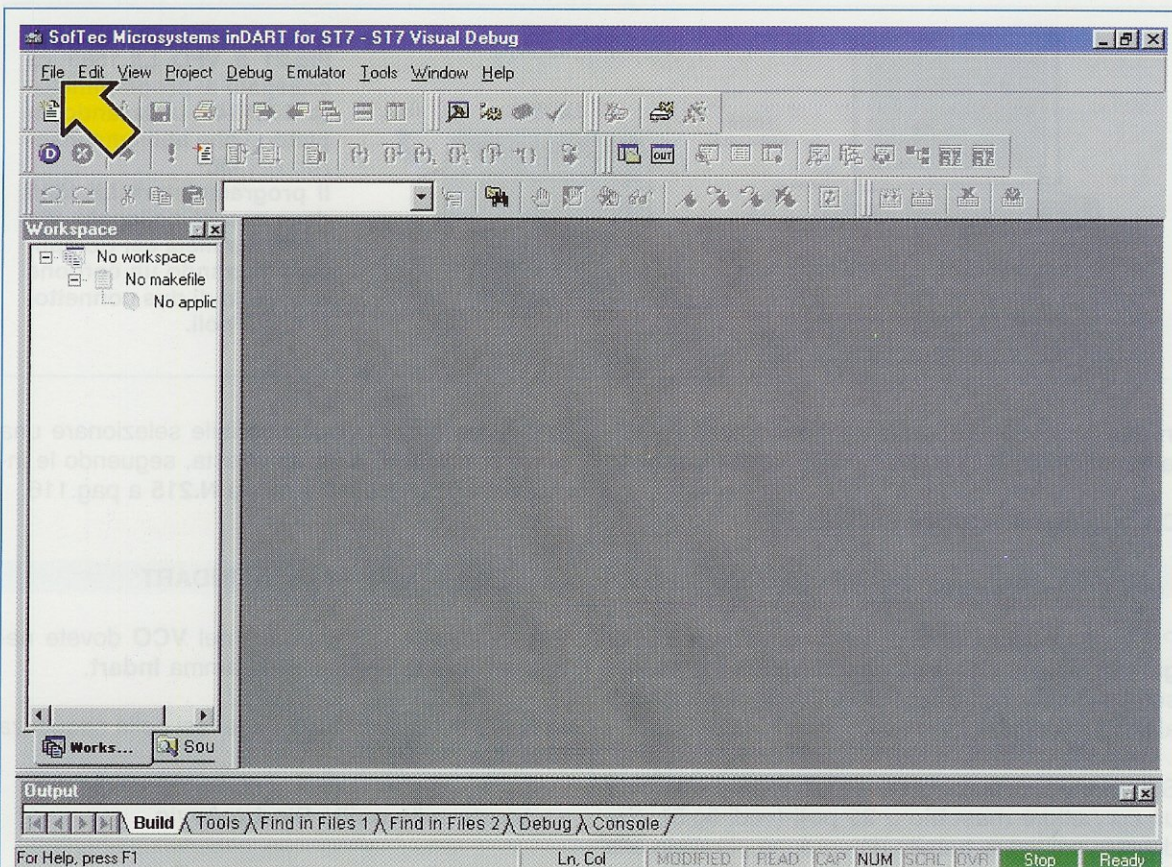 SofTec Microsystems inDART for ST7 - ST7 Visual Debug
File Edit View Project Debug Emulator Tools Window Help
D OUT
Workspace
No workspace
No makefile
No applic
Works... Sou
Output
Build Tools Find in Files 1 Find in Files 2 Debug Console
For Help, press F1 Ln, Col MODIFIED READ CAP NUM SCRL OVR Stop Ready